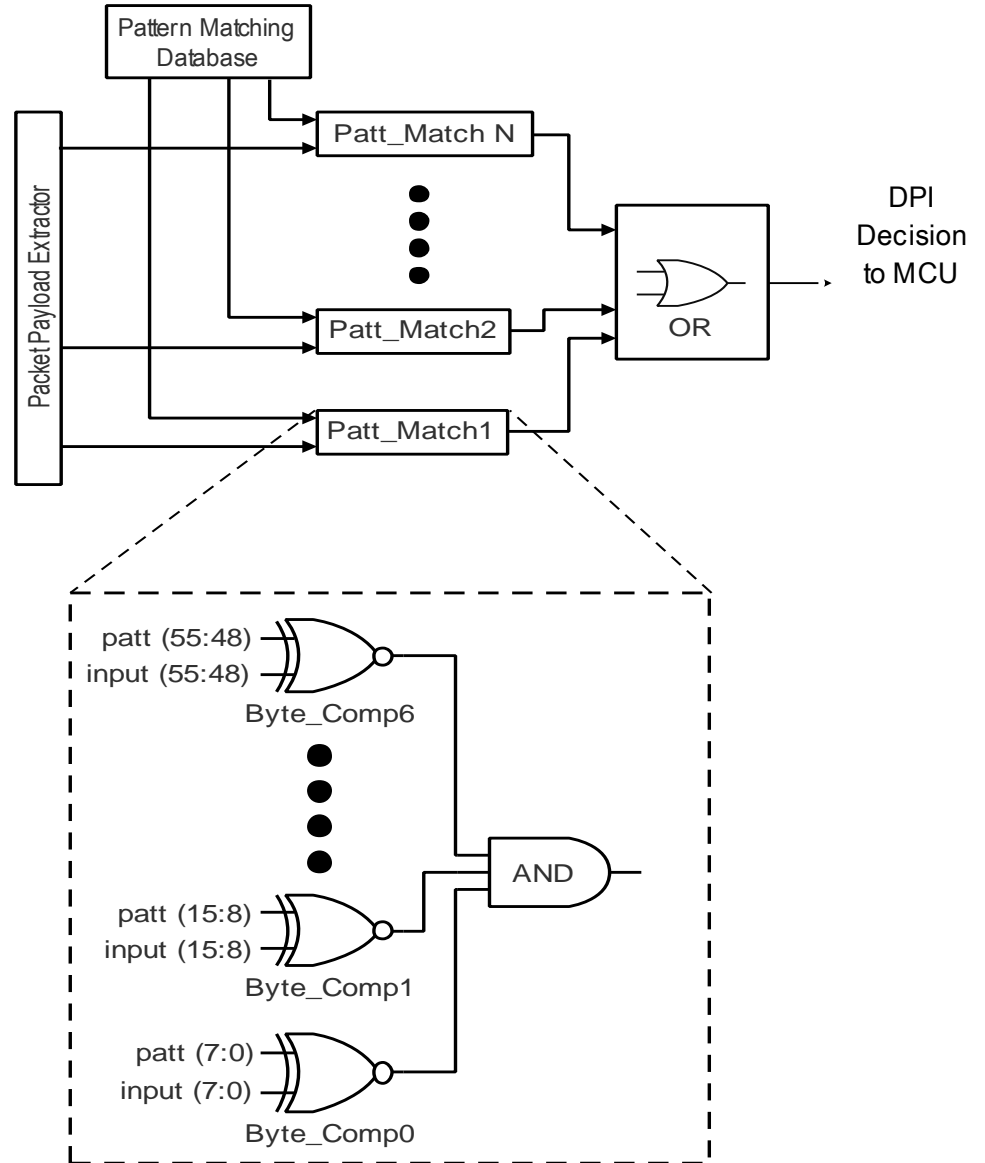 Pattern Matching
Database
Packet Payload Extractor
Patt_Match N
Patt_Match2
Patt_Match1
OR
DPI
Decision
to MCU
patt (55:48)
input (55:48)
Byte_Comp6
patt (15:8)
input (15:8)
Byte_Comp1
AND
patt (7:0)
input (7:0)
Byte_Comp0